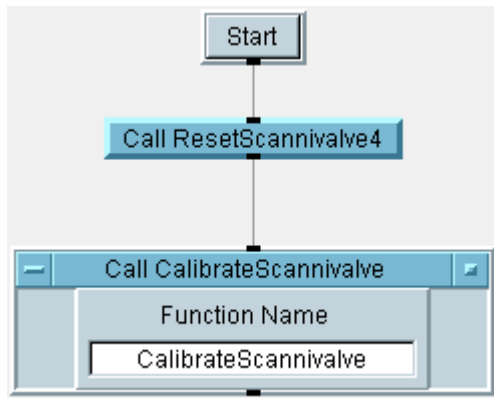 Start
Call ResetScannivalve4
Call CalibrateScannivalve
Function Name
CalibrateScannivalve